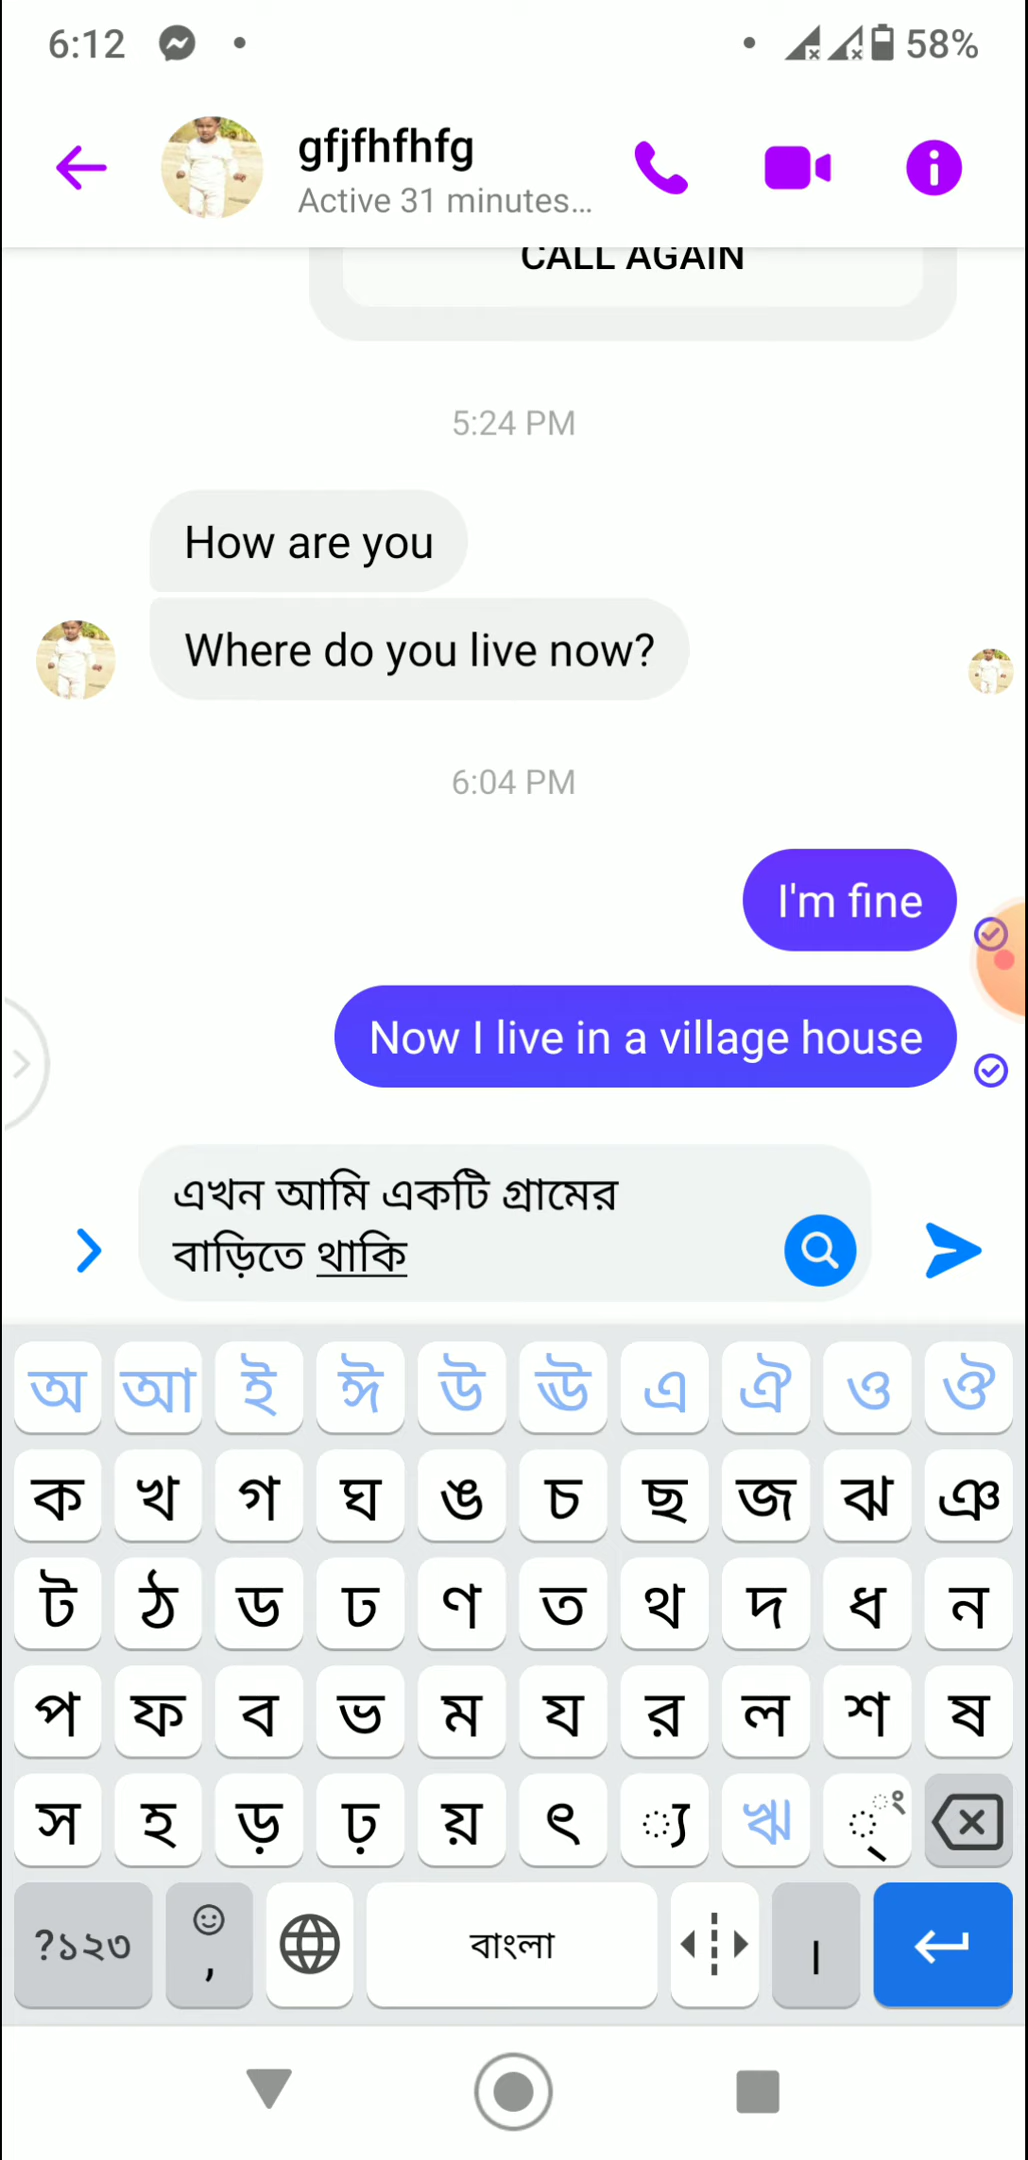 6:12 58%
gfjfhfhfg
Active 31 minutes...
CALL AGAIN
5:24 PM
How are you
Where do you live now?
6:04 PM
I'm fine
Now I live in a village house
এখন আমি একটি গ্রামের
বাড়িতে থাকি
অ আ ই ঈ উ ঊ এ ঐ ও ঔ
ক খ গ ঘ ঙ চ ছ জ ঝ ঞ
ট ঠ ড ঢ ণ ত থ দ ধ ন
প ফ ব ভ ম য র ল শ ষ
স হ ড় ঢ় য় ৎ ্য ঋ ্ ং
?১২৩ , বাংলা ।